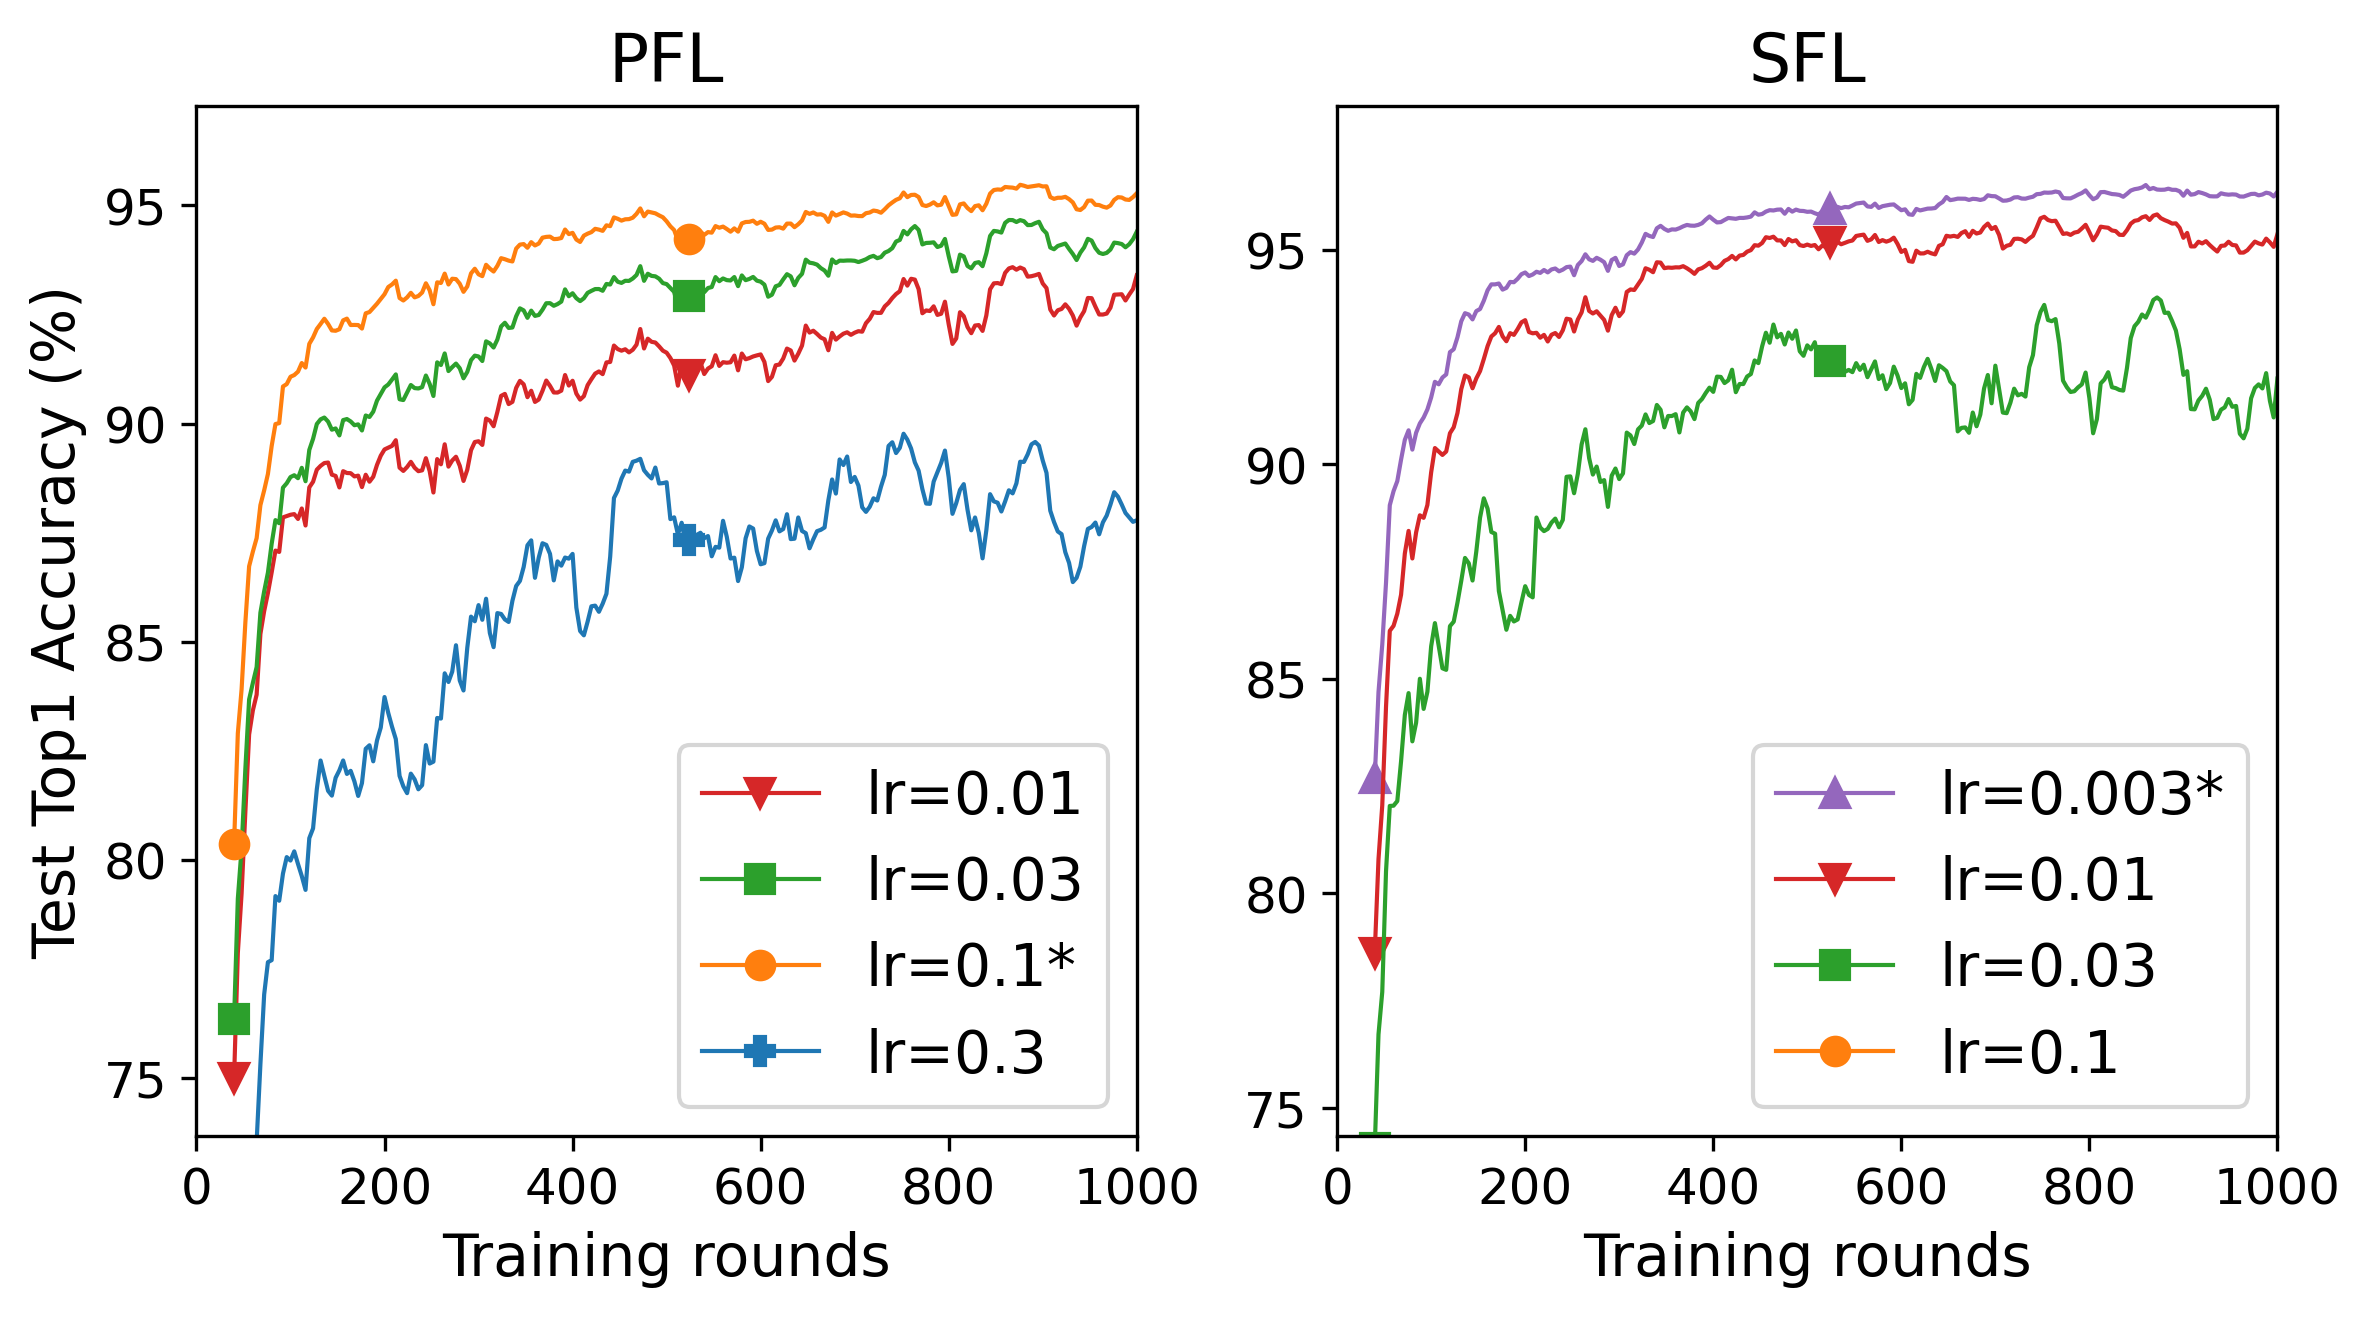 PFL
SFL
Test Top1 Accuracy (%)
95
90
85
80
75
0 200 400 600 800 1000
Training rounds
lr=0.01
lr=0.03
lr=0.1*
lr=0.3
95
90
85
80
75
0 200 400 600 800 1000
Training rounds
lr=0.003*
lr=0.01
lr=0.03
lr=0.1